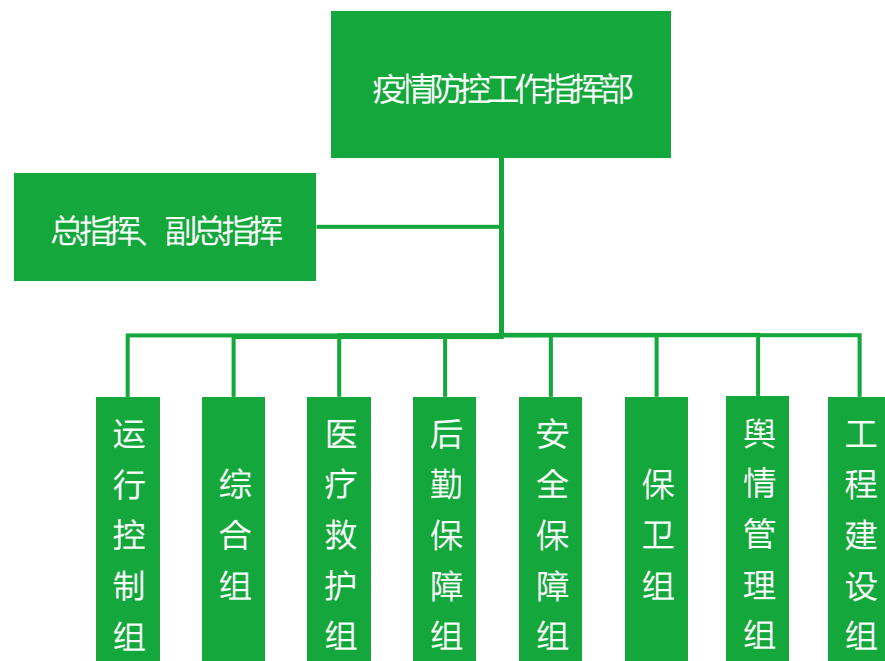 疫情防控工作指挥部
总指挥、副总指挥
运行控制组
综合组
医疗救护组
后勤保障组
安全保障组
保卫组
舆情管理组
工程建设组